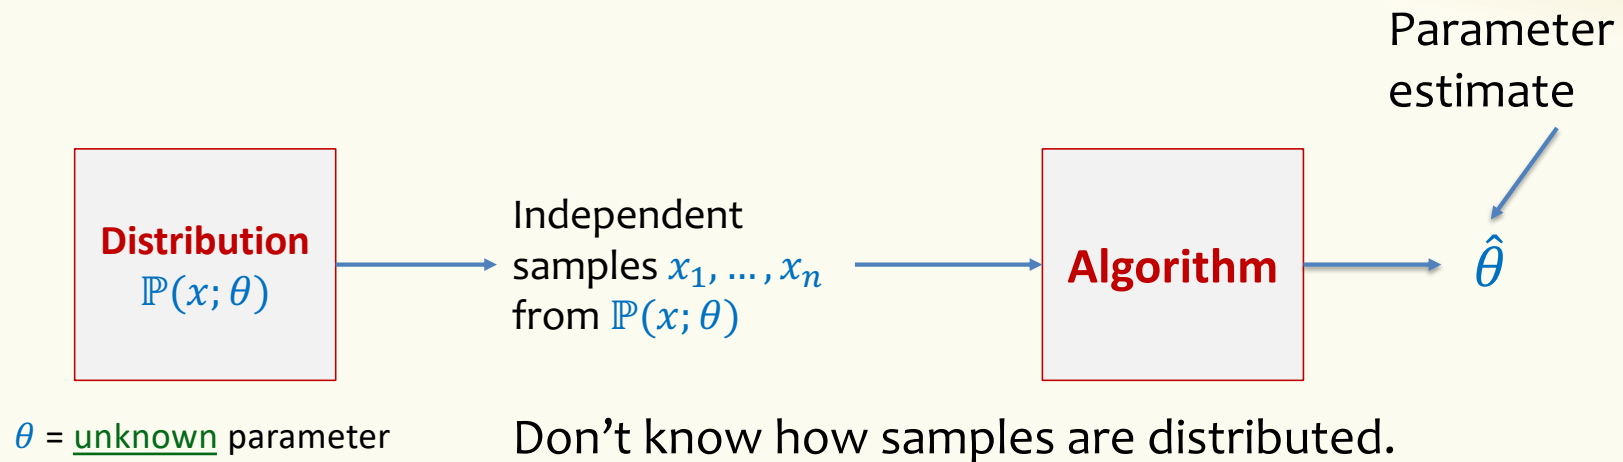 Parameter
estimate
Distribution
ℙ(x; θ)
Independent
samples x₁, … , xₙ
from ℙ(x; θ)
Algorithm
θ̂
θ = unknown parameter
Don’t know how samples are distributed.